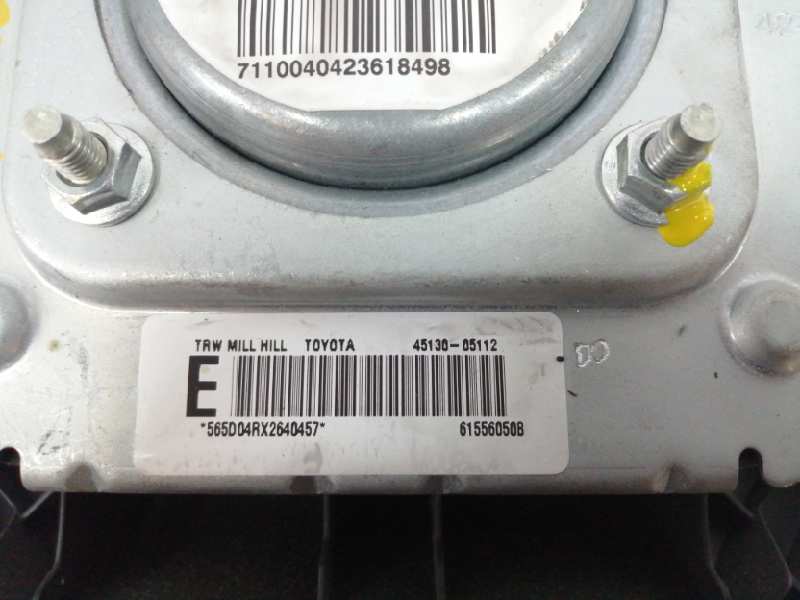 7110040423618498
TRW MILL HILL TOYOTA 45130-05112
E
*565D04RX2640457* 61556050B